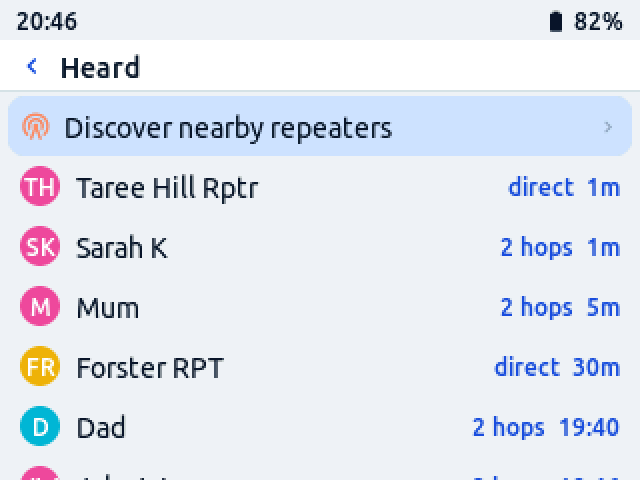 20:46 82%
Heard
Discover nearby repeaters
TH Taree Hill Rptr direct 1m
SK Sarah K 2 hops 1m
M Mum 2 hops 5m
FR Forster RPT direct 30m
D Dad 2 hops 19:40